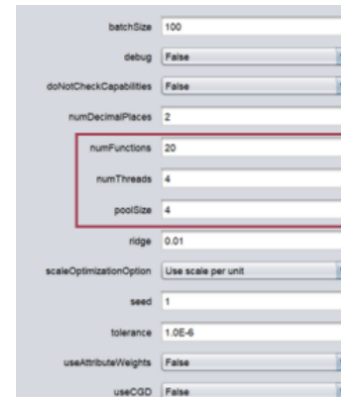 batchSize 100
debug False
doNotCheckCapabilities False
numDecimalPlaces 2
numFunctions 20
numThreads 4
poolSize 4
ridge 0.01
scaleOptimizationOption Use scale per unit
seed 1
tolerance 1.0E-6
useAttributeWeights False
useCGD False